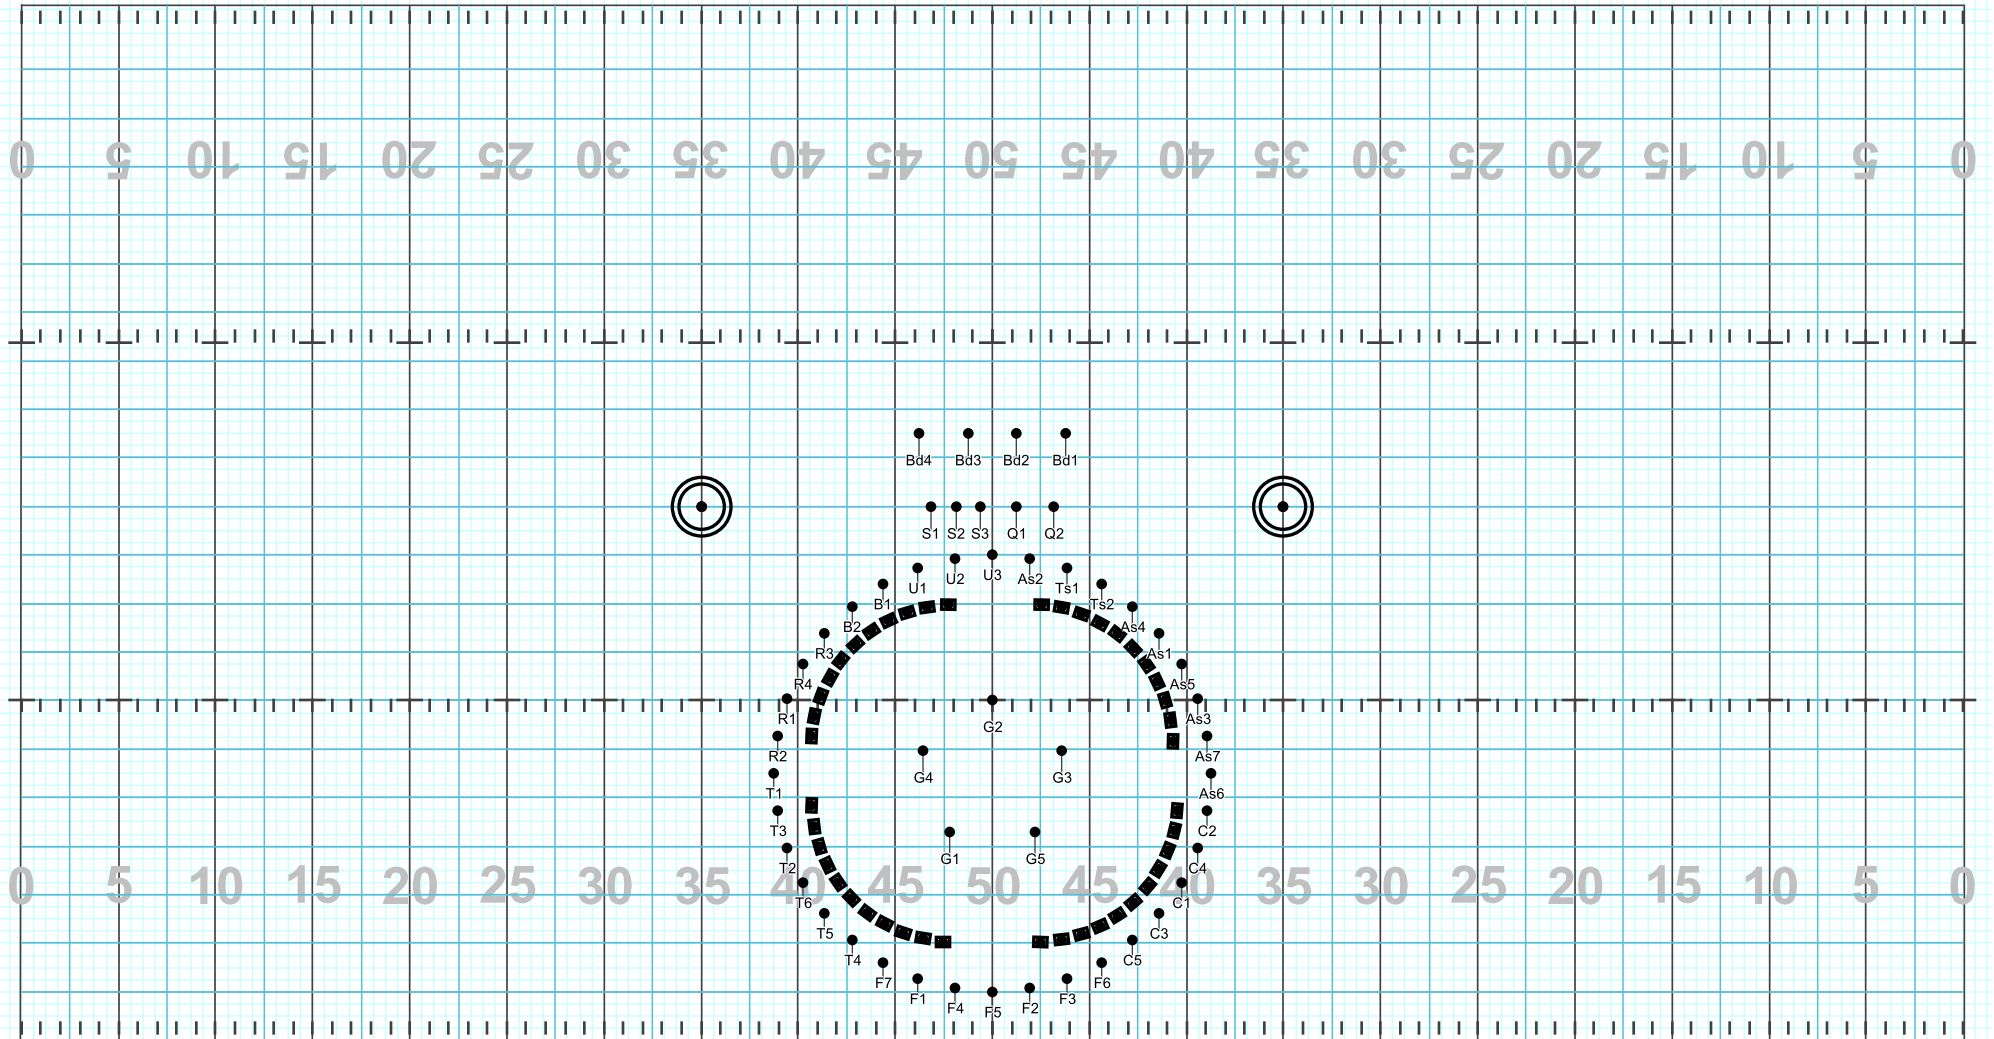 0 5 10 15 20 25 30 35 40 45 50 45 40 35 30 25 20 15 10 5 0
Bd4 Bd3 Bd2 Bd1
S1 S2 S3 Q1 Q2
U1 U2 U3 As2 Ts1
B1 Ts2
B2 As4
R3 As1
R4 As5
R1 As3
G2
R2 As7
G4 G3
T1 As6
T3 C2
G1 G5
T2 C4
0 5 10 15 20 25 30 35 40 45 50 45 40 35 30 25 20 15 10 5 0
T6 C1
T5 C3
T4 C5
F7 F6
F1 F3
F4 F5 F2